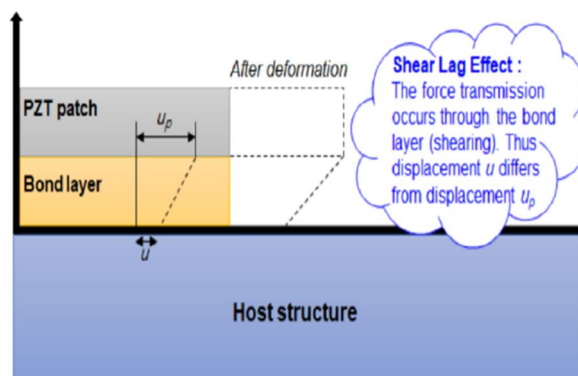 After deformation
Shear Lag Effect :
The force transmission
occurs through the bond
layer (shearing). Thus
displacement u differs
from displacement uₚ
PZT patch
uₚ
Bond layer
u
Host structure